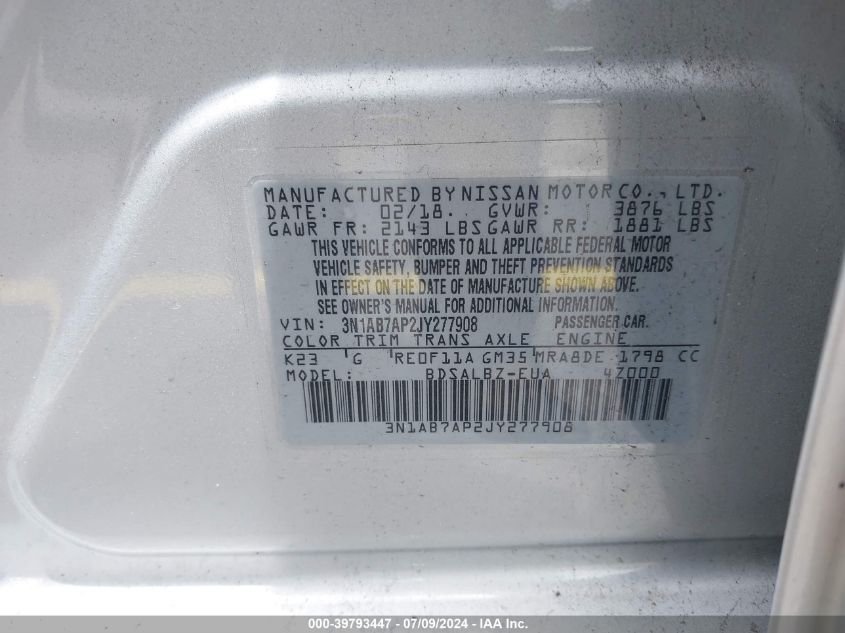 MANUFACTURED BY NISSAN MOTOR CO., LTD.
DATE: 02/18. GVWR: 3876 LBS
GAWR FR: 2143 LBS GAWR RR: 1881 LBS
THIS VEHICLE CONFORMS TO ALL APPLICABLE FEDERAL MOTOR
VEHICLE SAFETY, BUMPER AND THEFT PREVENTION STANDARDS
IN EFFECT ON THE DATE OF MANUFACTURE SHOWN ABOVE.
SEE OWNER'S MANUAL FOR ADDITIONAL INFORMATION.
VIN: 3N1AB7AP2JY277908 PASSENGER CAR.
COLOR TRIM TRANS AXLE ENGINE
K23 G RE0F11A GM35 MRA8DE 1798 CC
MODEL: BDSALBZ-EUA 4Z000
3N1AB7AP2JY277908
000-39793447 - 07/09/2024 - IAAI.COM